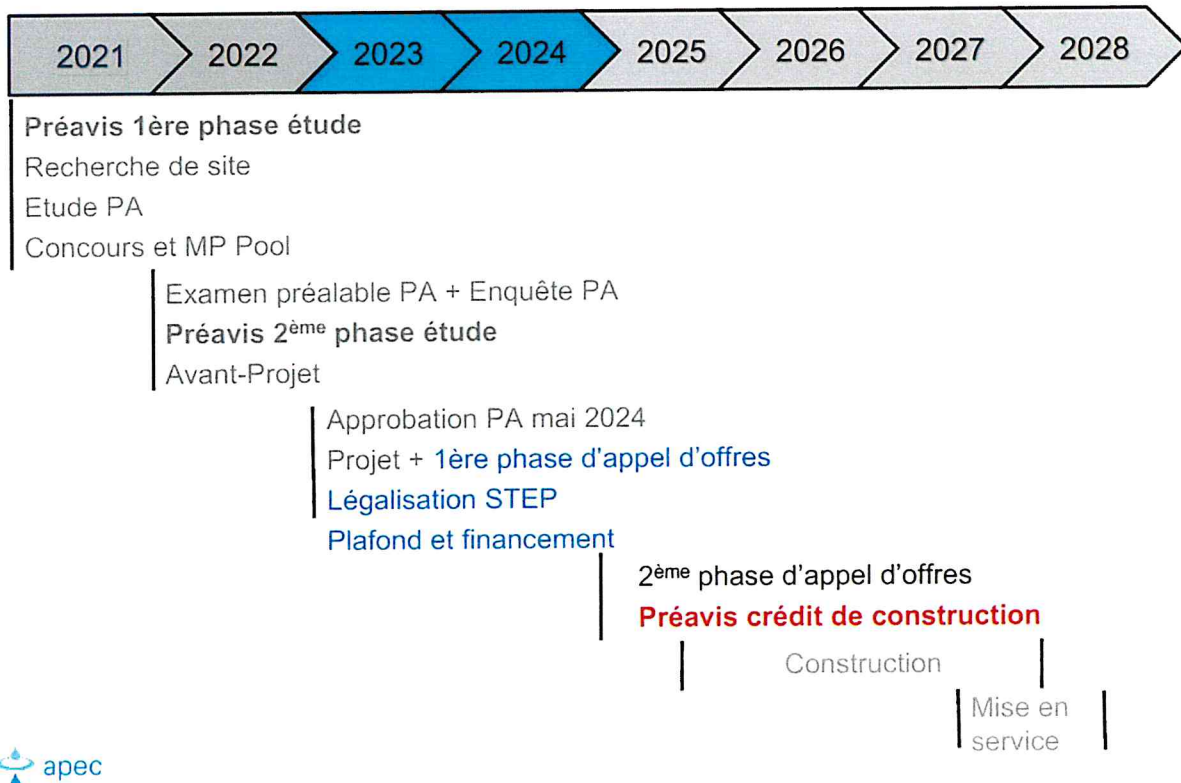 2021 2022 2023 2024 2025 2026 2027 2028
Préavis 1ère phase étude
Recherche de site
Etude PA
Concours et MP Pool
Examen préalable PA + Enquête PA
Préavis 2ème phase étude
Avant-Projet
Approbation PA mai 2024
Projet + 1ère phase d'appel d'offres
Légalisation STEP
Plafond et financement
2ème phase d'appel d'offres
Préavis crédit de construction
Construction
Mise en
service
apec